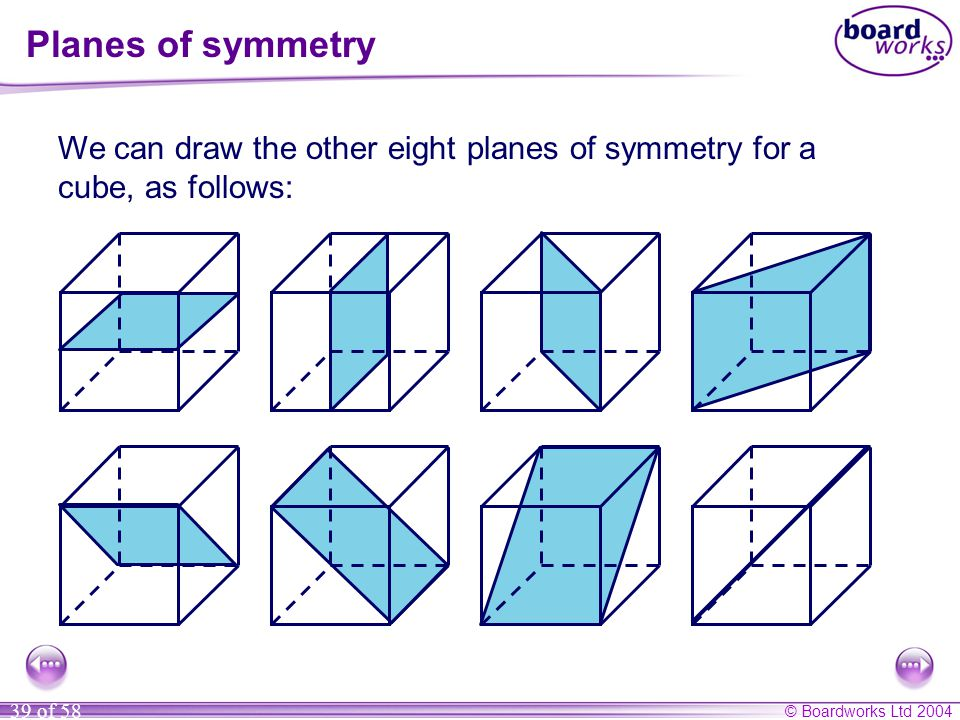 Planes of symmetry
board
works
We can draw the other eight planes of symmetry for a
cube, as follows:
39 of 58
© Boardworks Ltd 2004